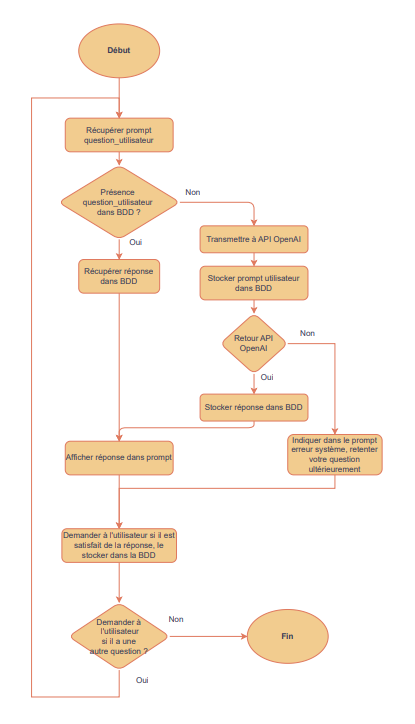 Début
Récupérer prompt
question_utilisateur
Présence
question_utilisateur
dans BDD ?
Non
Oui
Transmettre à API OpenAI
Récupérer réponse
dans BDD
Stocker prompt utilisateur
dans BDD
Retour API
OpenAI
Non
Oui
Stocker réponse dans BDD
Afficher réponse dans prompt
Indiquer dans le prompt
erreur système, retenter
votre question
ultérieurement
Demander à l'utilisateur si il est
satisfait de la réponse, le
stocker dans la BDD
Demander à
l'utilisateur
si il a une
autre question ?
Non
Fin
Oui